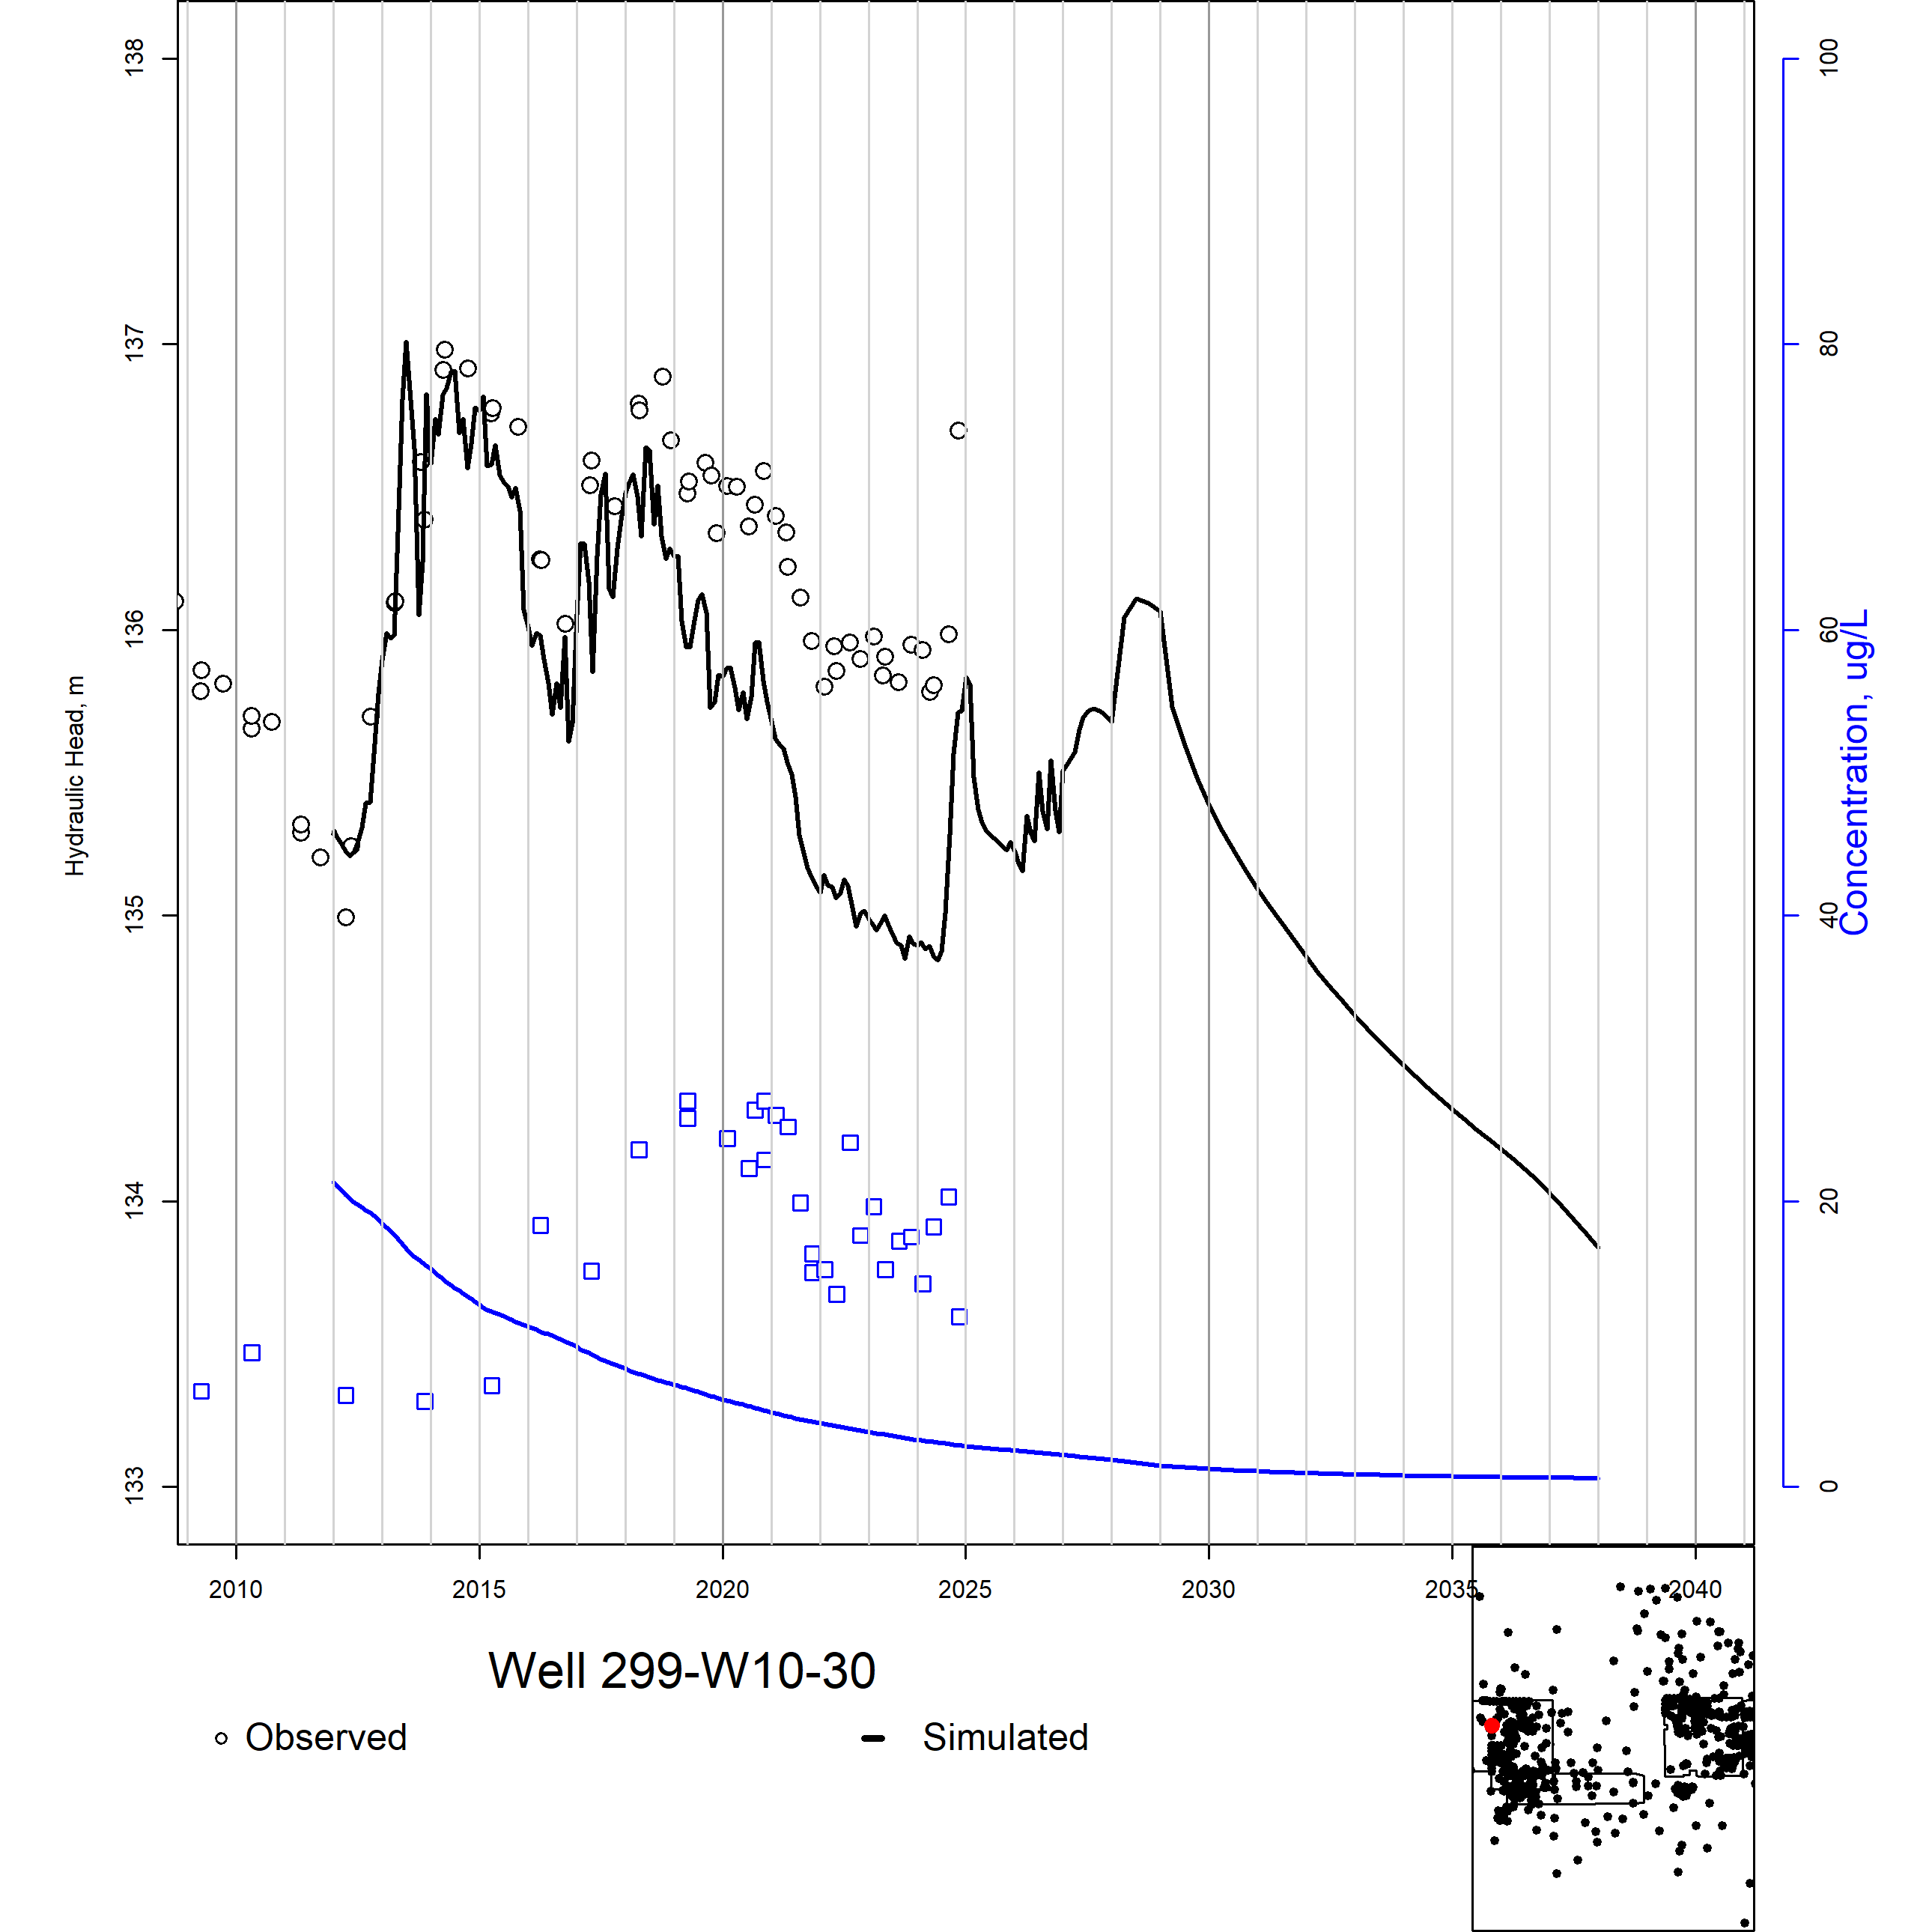 138
137
136
135
134
133
Hydraulic Head, m
100
80
60
40
20
0
Concentration, ug/L
2010 2015 2020 2025 2030 2035 2040
Well 299-W10-30
Observed Simulated